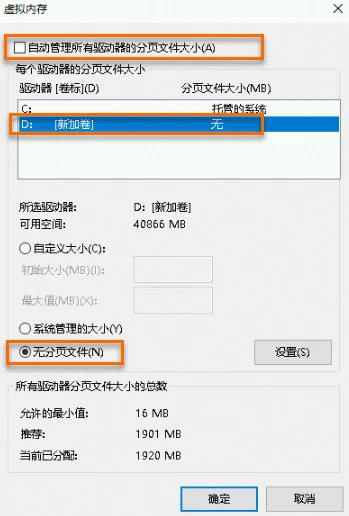 虚拟内存
自动管理所有驱动器的分页文件大小(A)
每个驱动器的分页文件大小
驱动器 [卷标](D) 分页文件大小(MB)
C: 托管的系统
D: [新加卷] 无
所选驱动器: D: [新加卷]
可用空间: 40866 MB
自定义大小(C):
初始大小(MB)(I):
最大值(MB)(X):
系统管理的大小(Y)
无分页文件(N) 设置(S)
所有驱动器分页文件大小的总数
允许的最小值: 16 MB
推荐: 1901 MB
当前已分配: 1920 MB
确定 取消